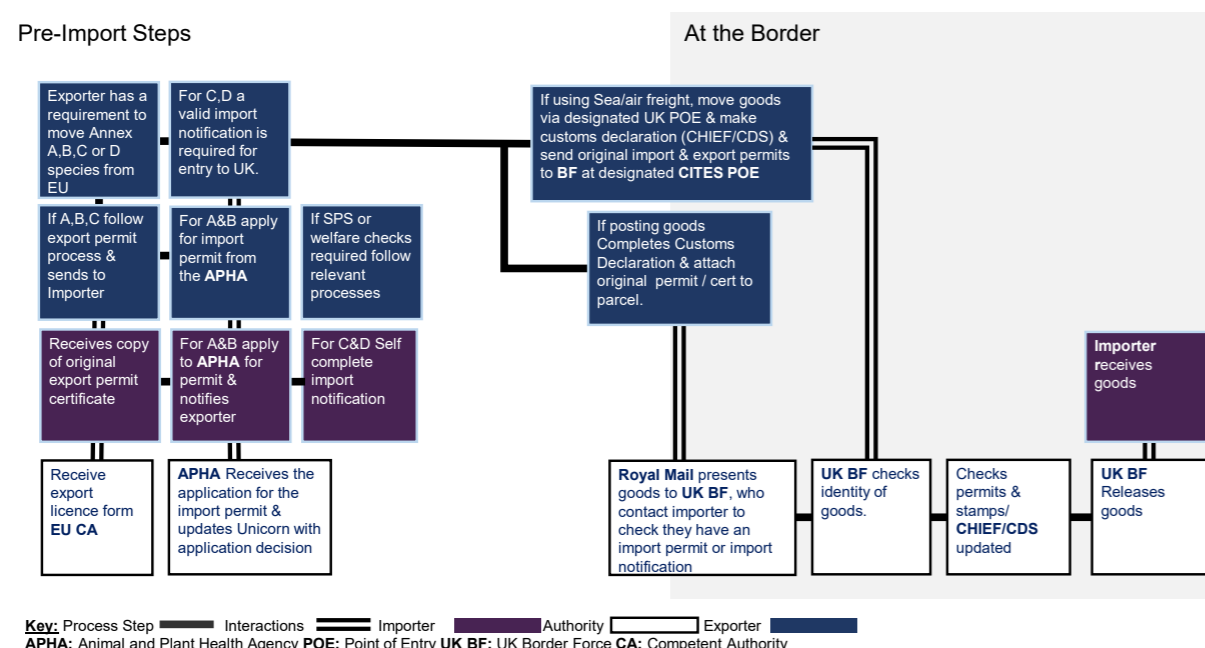 Pre-Import Steps
At the Border
Exporter has a
requirement to
move Annex
A,B,C or D
species from
EU
For C,D a
valid import
notification is
required for
entry to UK.
If using Sea/air freight, move goods
via designated UK POE & make
customs declaration (CHIEF/CDS) &
send original import & export permits
to BF at designated CITES POE
If A,B,C follow
export permit
process &
sends to
Importer
For A&B apply
for import
permit from
the APHA
If SPS or
welfare checks
required follow
relevant
processes
If posting goods
Completes Customs
Declaration & attach
original permit / cert to
parcel.
Receives copy
of original
export permit
certificate
For A&B apply
to APHA for
permit &
notifies
exporter
For C&D Self
complete
import
notification
Importer
receives
goods
Receive
export
licence form
EU CA
APHA Receives the
application for the
import permit &
updates Unicorn with
application decision
Royal Mail presents
goods to UK BF, who
contact importer to
check they have an
import permit or import
notification
UK BF checks
identity of
goods.
Checks
permits &
stamps/
CHIEF/CDS
updated
UK BF
Releases
goods
Key: Process Step Interactions Importer Authority Exporter
APHA: Animal and Plant Health Agency POE: Point of Entry UK BF: UK Border Force CA: Competent Authority